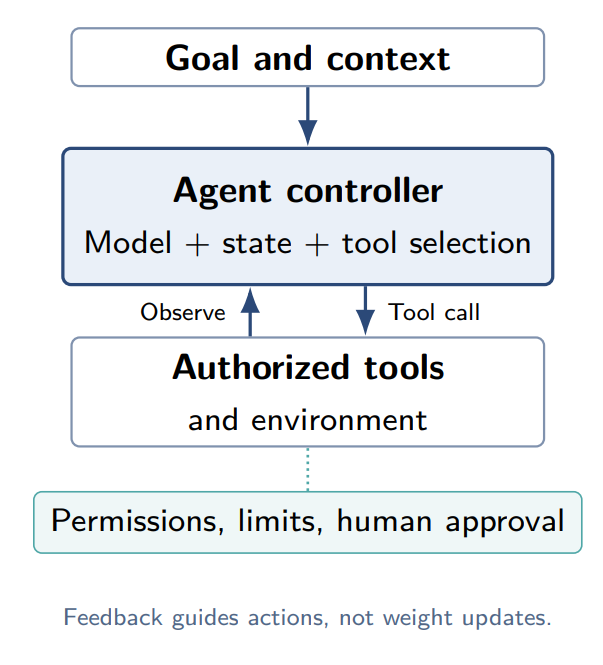 Goal and context
Agent controller
Model + state + tool selection
Observe
Tool call
Authorized tools
and environment
Permissions, limits, human approval
Feedback guides actions, not weight updates.